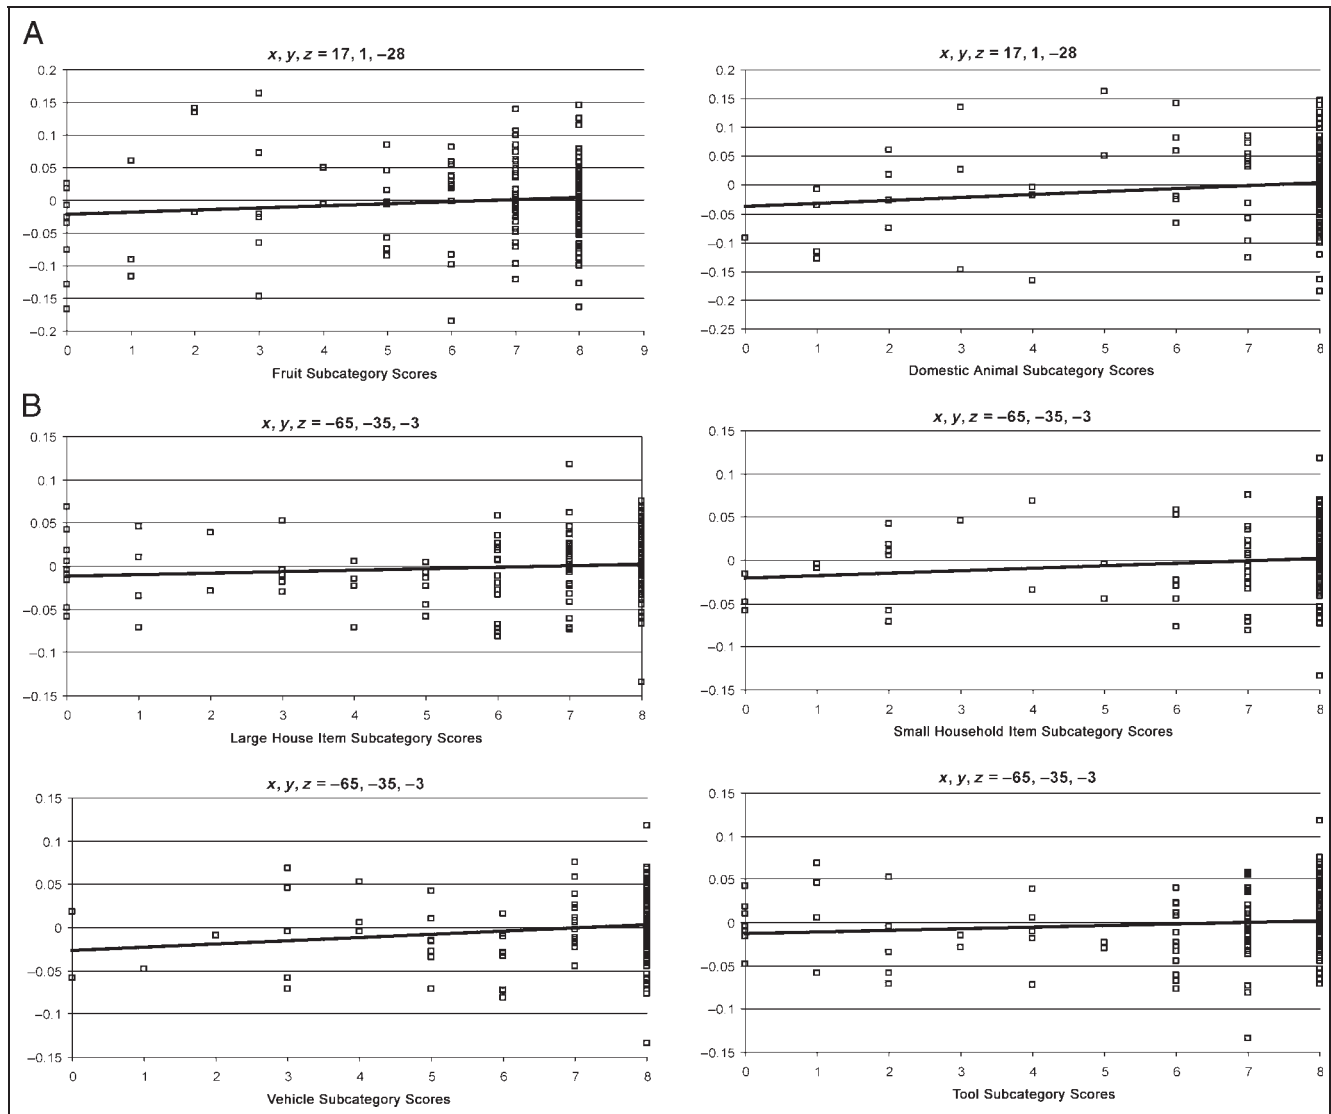 A
x, y, z = 17, 1, −28
0.2
0.15
0.1
0.05
0
−0.05
−0.1
−0.15
−0.2
0 1 2 3 4 5 6 7 8 9
Fruit Subcategory Scores
x, y, z = 17, 1, −28
0.2
0.15
0.1
0.05
0
−0.05
−0.1
−0.15
−0.2
−0.25
0 1 2 3 4 5 6 7 8
Domestic Animal Subcategory Scores
B
x, y, z = −65, −35, −3
0.15
0.1
0.05
0
−0.05
−0.1
−0.15
0 1 2 3 4 5 6 7 8
Large House Item Subcategory Scores
x, y, z = −65, −35, −3
0.15
0.1
0.05
0
−0.05
−0.1
−0.15
0 1 2 3 4 5 6 7 8
Small Household Item Subcategory Scores
x, y, z = −65, −35, −3
0.15
0.1
0.05
0
−0.05
−0.1
−0.15
0 1 2 3 4 5 6 7 8
Vehicle Subcategory Scores
x, y, z = −65, −35, −3
0.15
0.1
0.05
0
−0.05
−0.1
−0.15
0 1 2 3 4 5 6 7 8
Tool Subcategory Scores